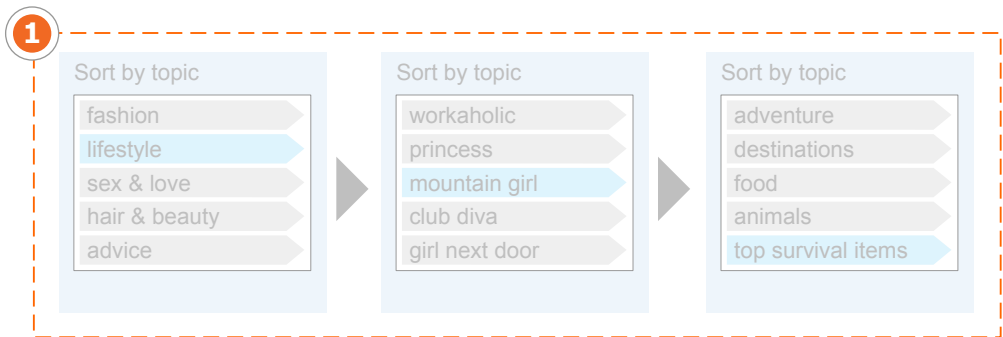 1
Sort by topic
fashion
lifestyle
sex & love
hair & beauty
advice
Sort by topic
workaholic
princess
mountain girl
club diva
girl next door
Sort by topic
adventure
destinations
food
animals
top survival items